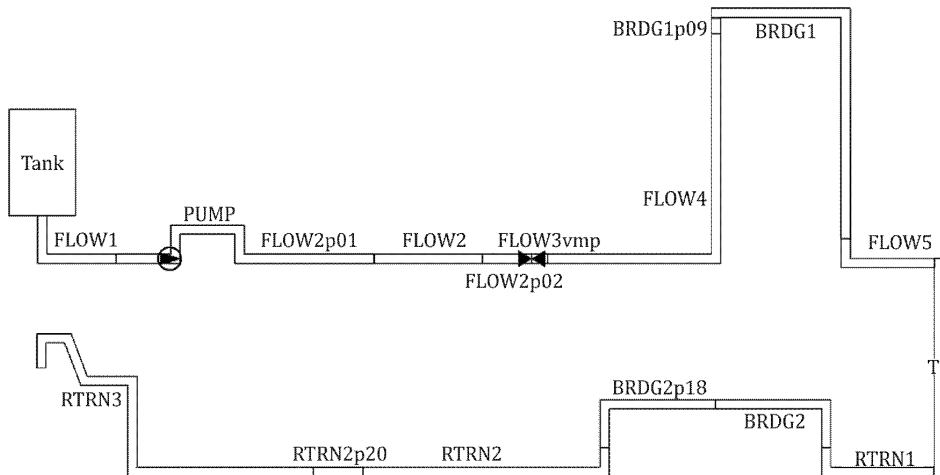 BRDG1p09
BRDG1
Tank
FLOW4
PUMP
FLOW1
FLOW2p01
FLOW2
FLOW3vmp
FLOW5
FLOW2p02
T
BRDG2p18
RTRN3
BRDG2
RTRN2p20
RTRN2
RTRN1